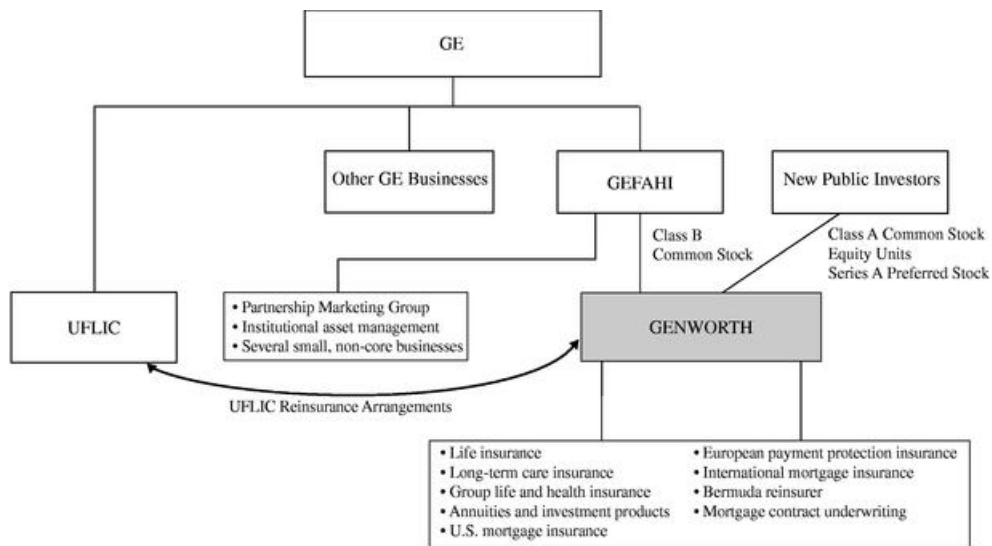 GE
Other GE Businesses
GEFAHI
New Public Investors
Class B
Common Stock
Class A Common Stock
Equity Units
Series A Preferred Stock
UFLIC
• Partnership Marketing Group
• Institutional asset management
• Several small, non-core businesses
GENWORTH
UFLIC Reinsurance Arrangements
• Life insurance
• Long-term care insurance
• Group life and health insurance
• Annuities and investment products
• U.S. mortgage insurance
• European payment protection insurance
• International mortgage insurance
• Bermuda reinsurer
• Mortgage contract underwriting